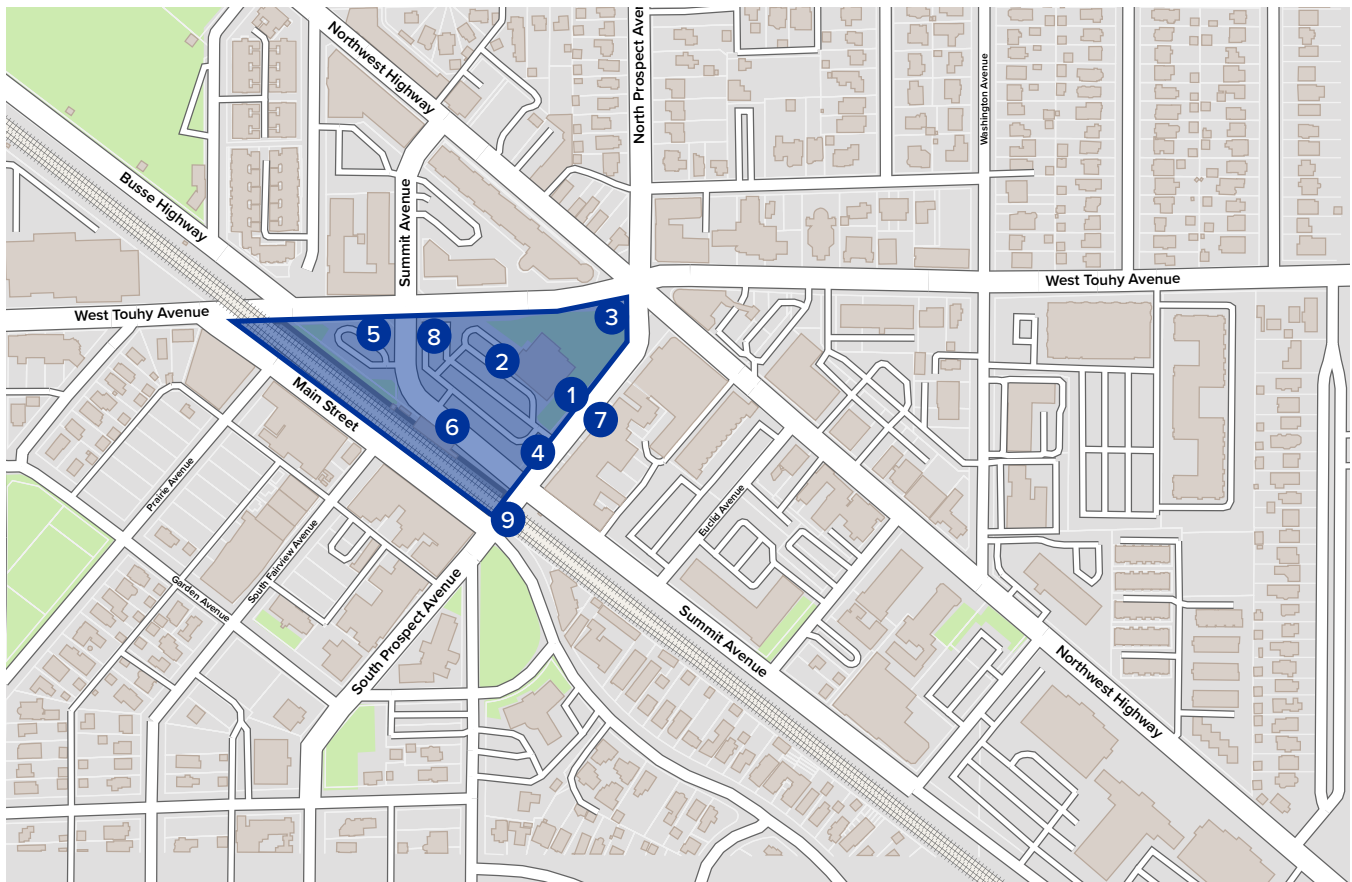 Northwest Highway
North Prospect Aven
Washington Avenue
Busse Highway
Summit Avenue
West Touhy Avenue
West Touhy Avenue
3
5
8
2
1
7
6
4
9
Main Street
Prairie Avenue
Euclid Avenue
South Fairview Avenue
Garden Avenue
South Prospect Avenue
Summit Avenue
Northwest Highway